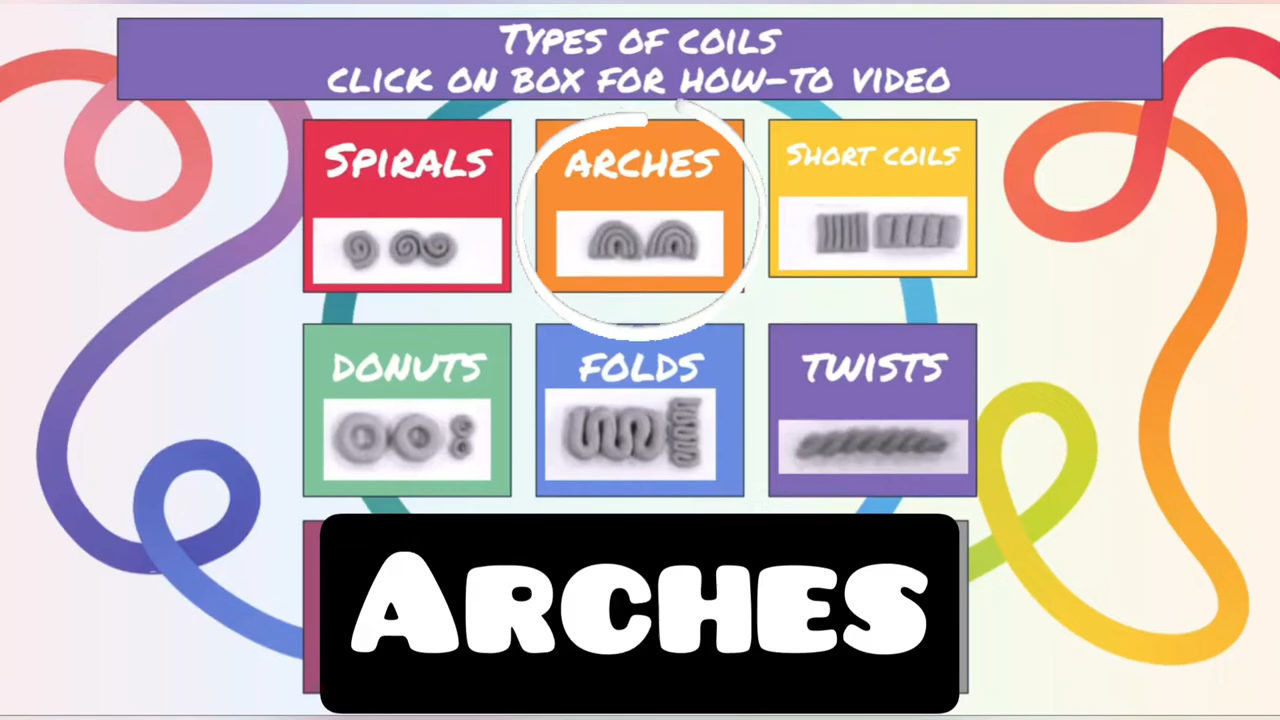 TYPES OF COILS
CLICK ON BOX FOR HOW-TO VIDEO
SPIRALS
ARCHES
SHORT COILS
DONUTS
FOLDS
TWISTS
ARCHES